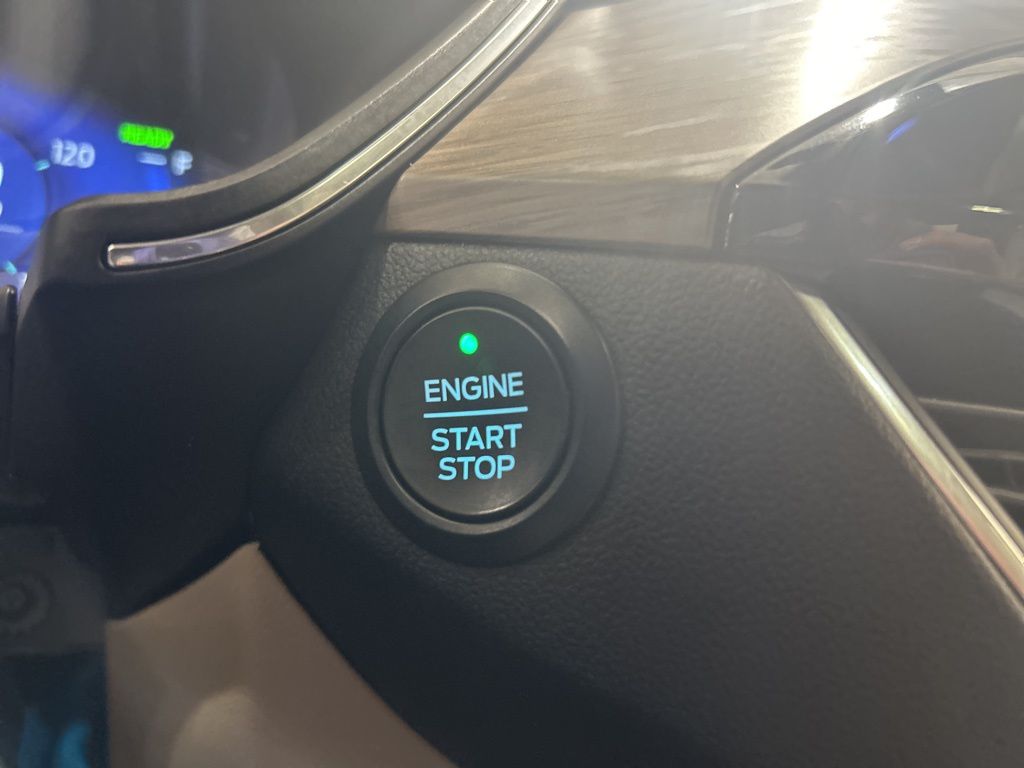 READY
120
ENGINE
START
STOP